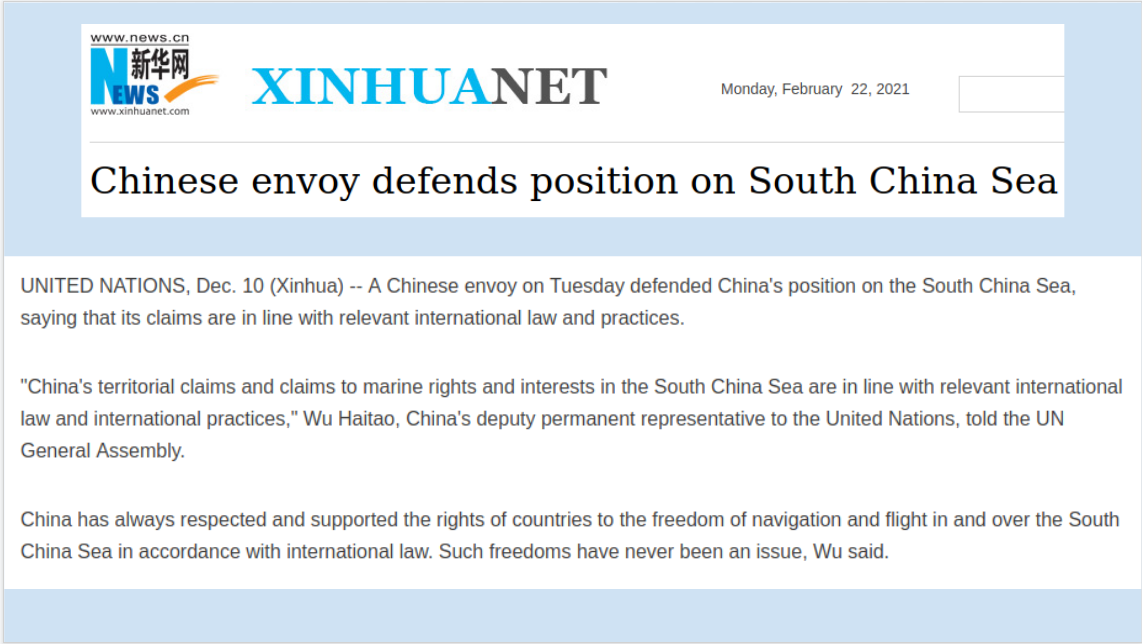 www.news.cn
新华网
NEWS
www.xinhuanet.com
XINHUANET
Monday, February 22, 2021
Chinese envoy defends position on South China Sea
UNITED NATIONS, Dec. 10 (Xinhua) -- A Chinese envoy on Tuesday defended China's position on the South China Sea,
saying that its claims are in line with relevant international law and practices.
"China's territorial claims and claims to marine rights and interests in the South China Sea are in line with relevant international
law and international practices," Wu Haitao, China's deputy permanent representative to the United Nations, told the UN
General Assembly.
China has always respected and supported the rights of countries to the freedom of navigation and flight in and over the South
China Sea in accordance with international law. Such freedoms have never been an issue, Wu said.